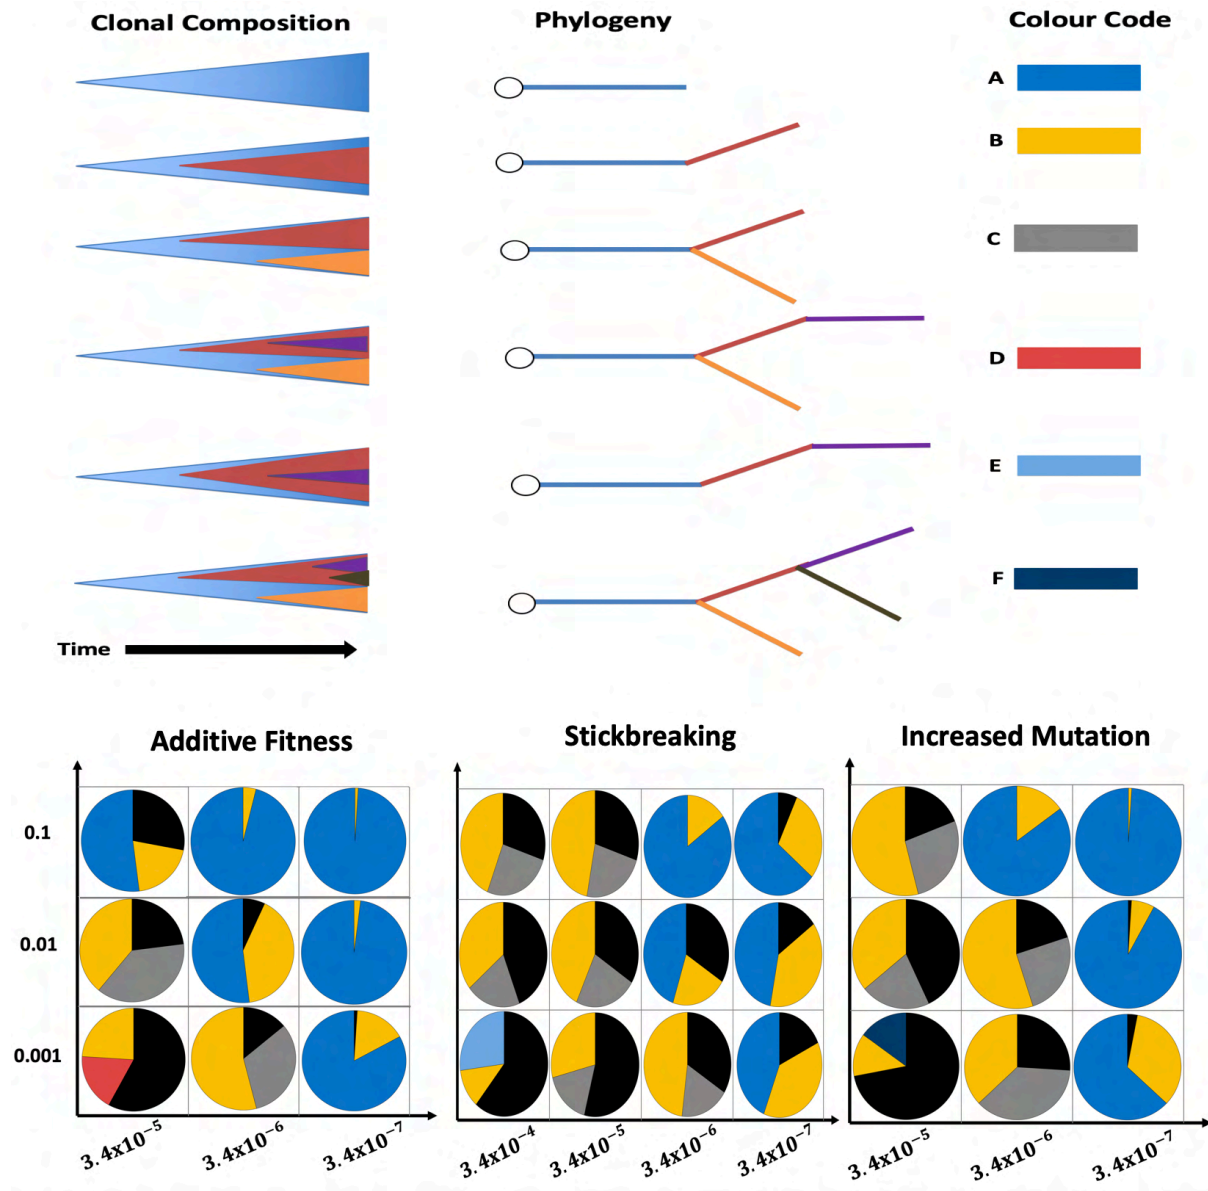 Clonal Composition
Phylogeny
Colour Code
A
B
C
D
E
F
Time
Additive Fitness
Stickbreaking
Increased Mutation
0.1
0.01
0.001
3.4x10⁻⁵
3.4x10⁻⁶
3.4x10⁻⁷
3.4x10⁻⁴
3.4x10⁻⁵
3.4x10⁻⁶
3.4x10⁻⁷
3.4x10⁻⁵
3.4x10⁻⁶
3.4x10⁻⁷